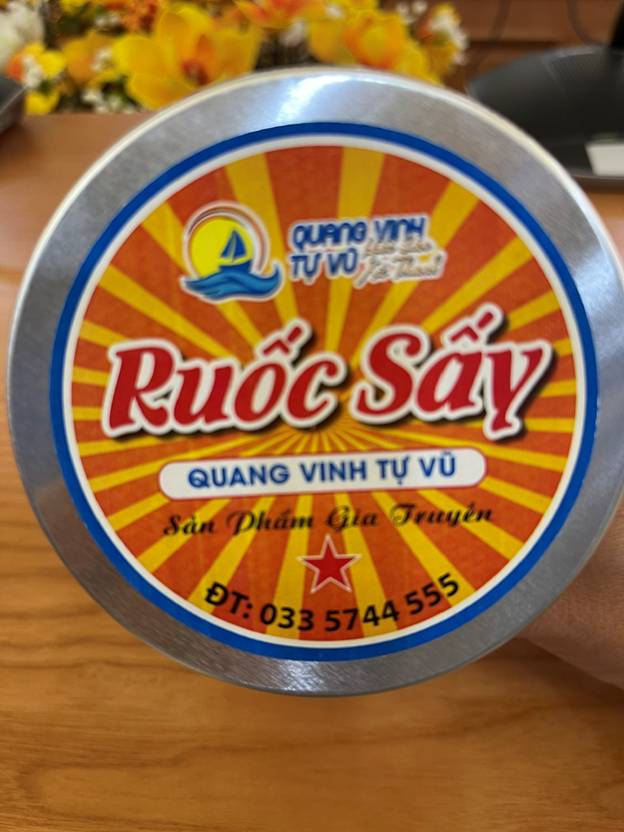 QUANG VINH
TỰ VŨ
Ruốc Sấy
QUANG VINH TỰ VŨ
Sản Phẩm Gia Truyền
ĐT: 033 5744 555